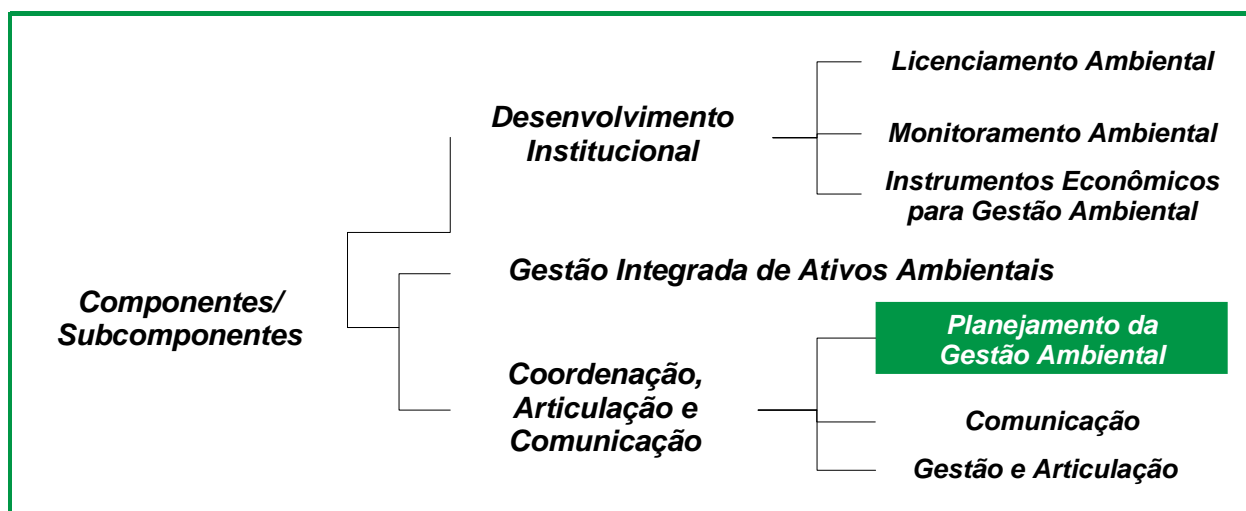 Componentes/
Subcomponentes
Desenvolvimento
Institucional
Licenciamento Ambiental
Monitoramento Ambiental
Instrumentos Econômicos
para Gestão Ambiental
Gestão Integrada de Ativos Ambientais
Coordenação,
Articulação e
Comunicação
Planejamento da
Gestão Ambiental
Comunicação
Gestão e Articulação